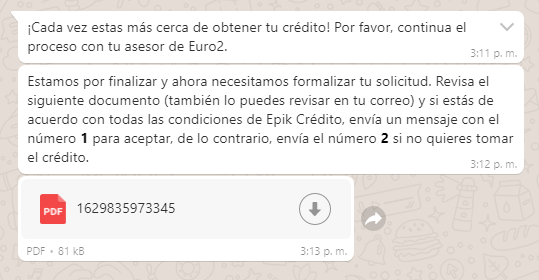 ¡Cada vez estas más cerca de obtener tu crédito! Por favor, continua el
proceso con tu asesor de Euro2.
3:11 p. m.
Estamos por finalizar y ahora necesitamos formalizar tu solicitud. Revisa el
siguiente documento (también lo puedes revisar en tu correo) y si estás de
acuerdo con todas las condiciones de Epik Crédito, envía un mensaje con el
número 1 para aceptar, de lo contrario, envía el número 2 si no quieres tomar
el crédito.
3:12 p. m.
PDF 1629835973345
PDF • 81 kB 3:13 p. m.